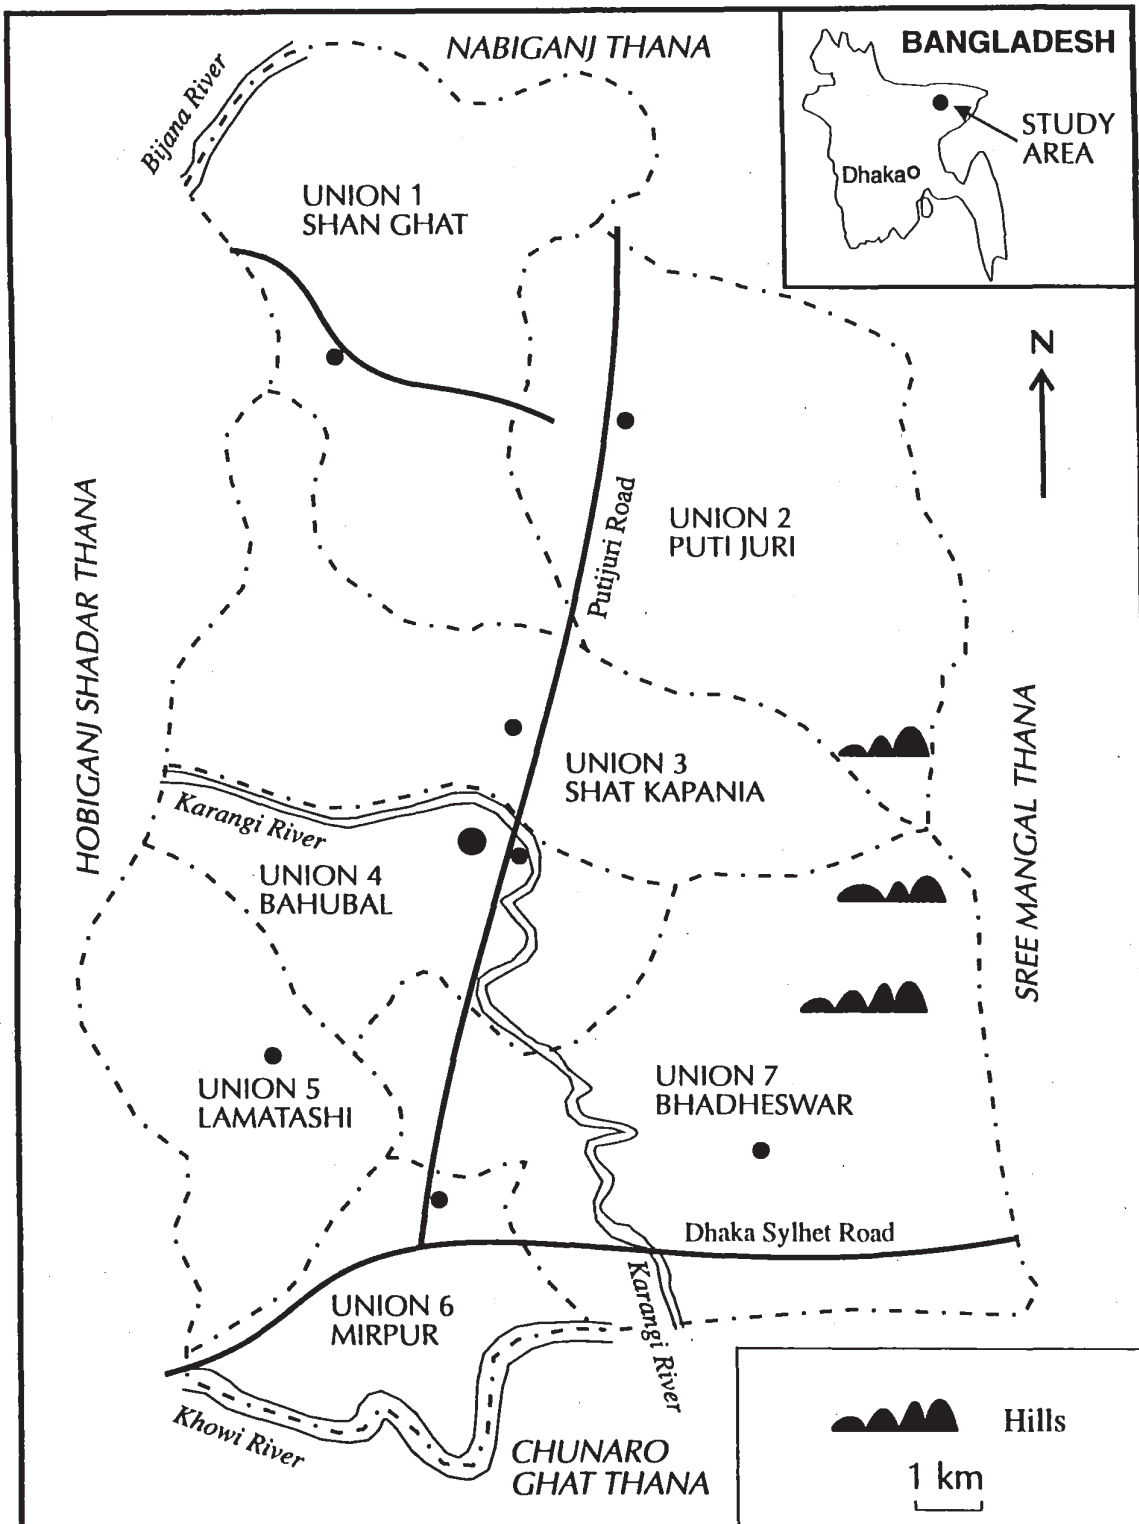 NABIGANJ THANA
BANGLADESH
STUDY
AREA
Dhaka
Bijana River
UNION 1
SHAN GHAT
N
UNION 2
PUTI JURI
Putijuri Road
HOBIGANJ SHADAR THANA
SREE MANGAL THANA
UNION 3
SHAT KAPANIA
Karangi River
UNION 4
BAHUBAL
UNION 5
LAMATASHI
UNION 7
BHADHESWAR
Dhaka Sylhet Road
UNION 6
MIRPUR
Karangi River
Khowi River
CHUNARO
GHAT THANA
Hills
1 km